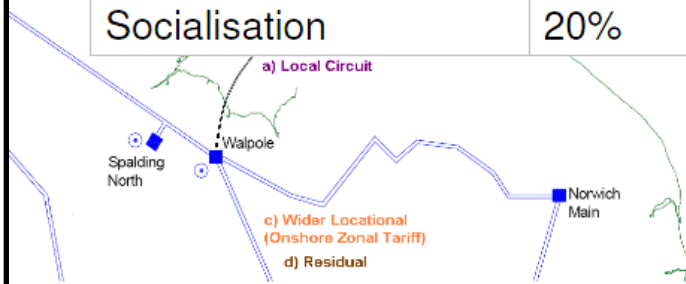 Socialisation 20%
a) Local Circuit
Walpole
Spalding
North
Norwich
Main
c) Wider Locational
(Onshore Zonal Tariff)
d) Residual